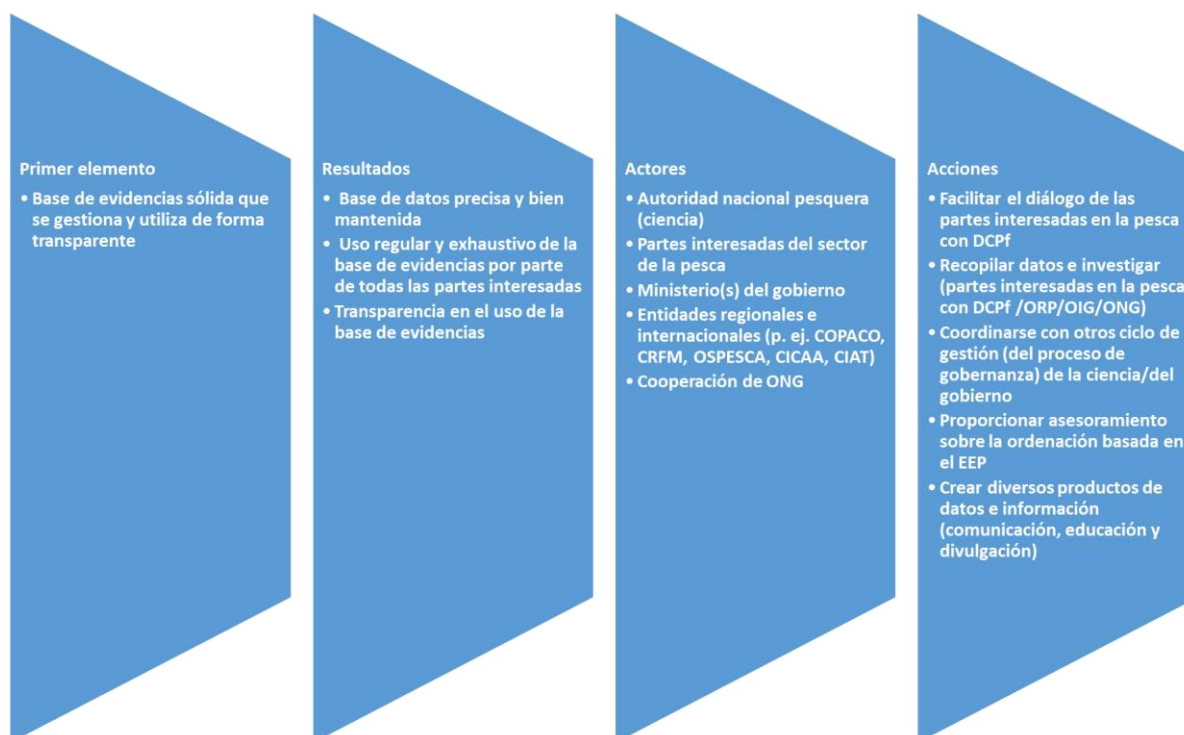 Primer elemento
• Base de evidencias sólida que
se gestiona y utiliza de forma
transparente
Resultados
• Base de datos precisa y bien
mantenida
• Uso regular y exhaustivo de la
base de evidencias por parte
de todas las partes interesadas
• Transparencia en el uso de la
base de evidencias
Actores
• Autoridad nacional pesquera
(ciencia)
• Partes interesadas del sector
de la pesca
• Ministerio(s) del gobierno
• Entidades regionales e
internacionales (p. ej. COPACO,
CRFM, OSPESCA, CICAA, CIAT)
• Cooperación de ONG
Acciones
• Facilitar el diálogo de las
partes interesadas en la pesca
con DCPf
• Recopilar datos e investigar
(partes interesadas en la pesca
con DCPf /ORP/OIG/ONG)
• Coordinarse con otros ciclo de
gestión (del proceso de
gobernanza) de la ciencia/del
gobierno
• Proporcionar asesoramiento
sobre la ordenación basada en
el EEP
• Crear diversos productos de
datos e información
(comunicación, educación y
divulgación)